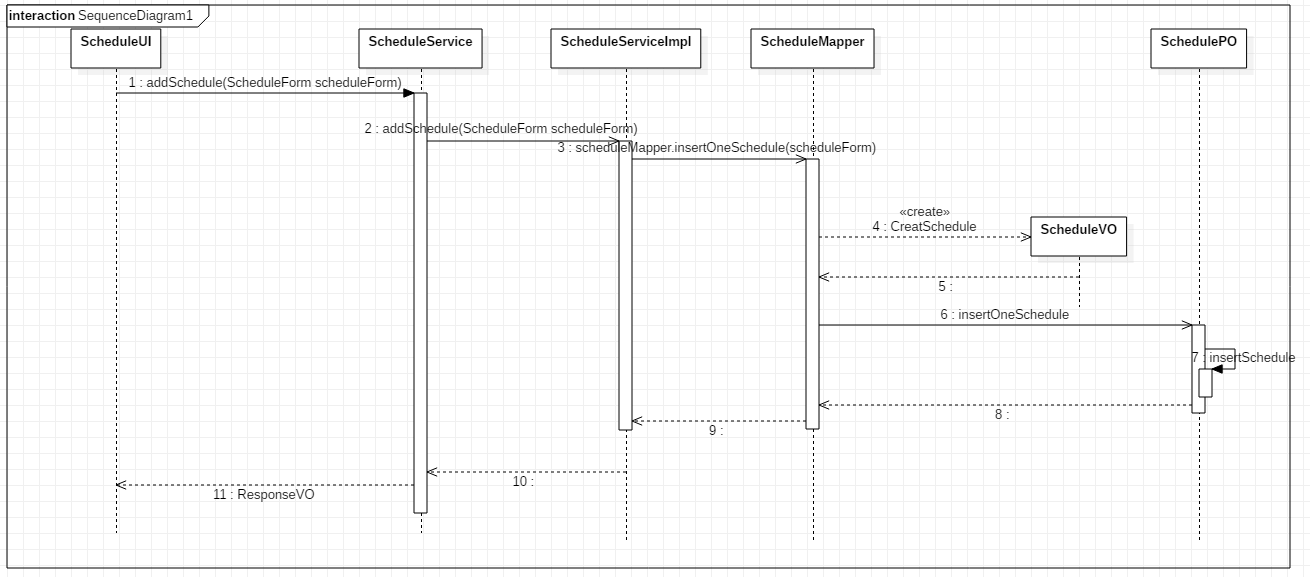 interaction SequenceDiagram1
ScheduleUI
ScheduleService
ScheduleServiceImpl
ScheduleMapper
SchedulePO
1 : addSchedule(ScheduleForm scheduleForm)
2 : addSchedule(ScheduleForm scheduleForm)
3 : scheduleMapper.insertOneSchedule(scheduleForm)
«create»
4 : CreatSchedule
ScheduleVO
5 :
6 : insertOneSchedule
7 : insertSchedule
8 :
9 :
10 :
11 : ResponseVO